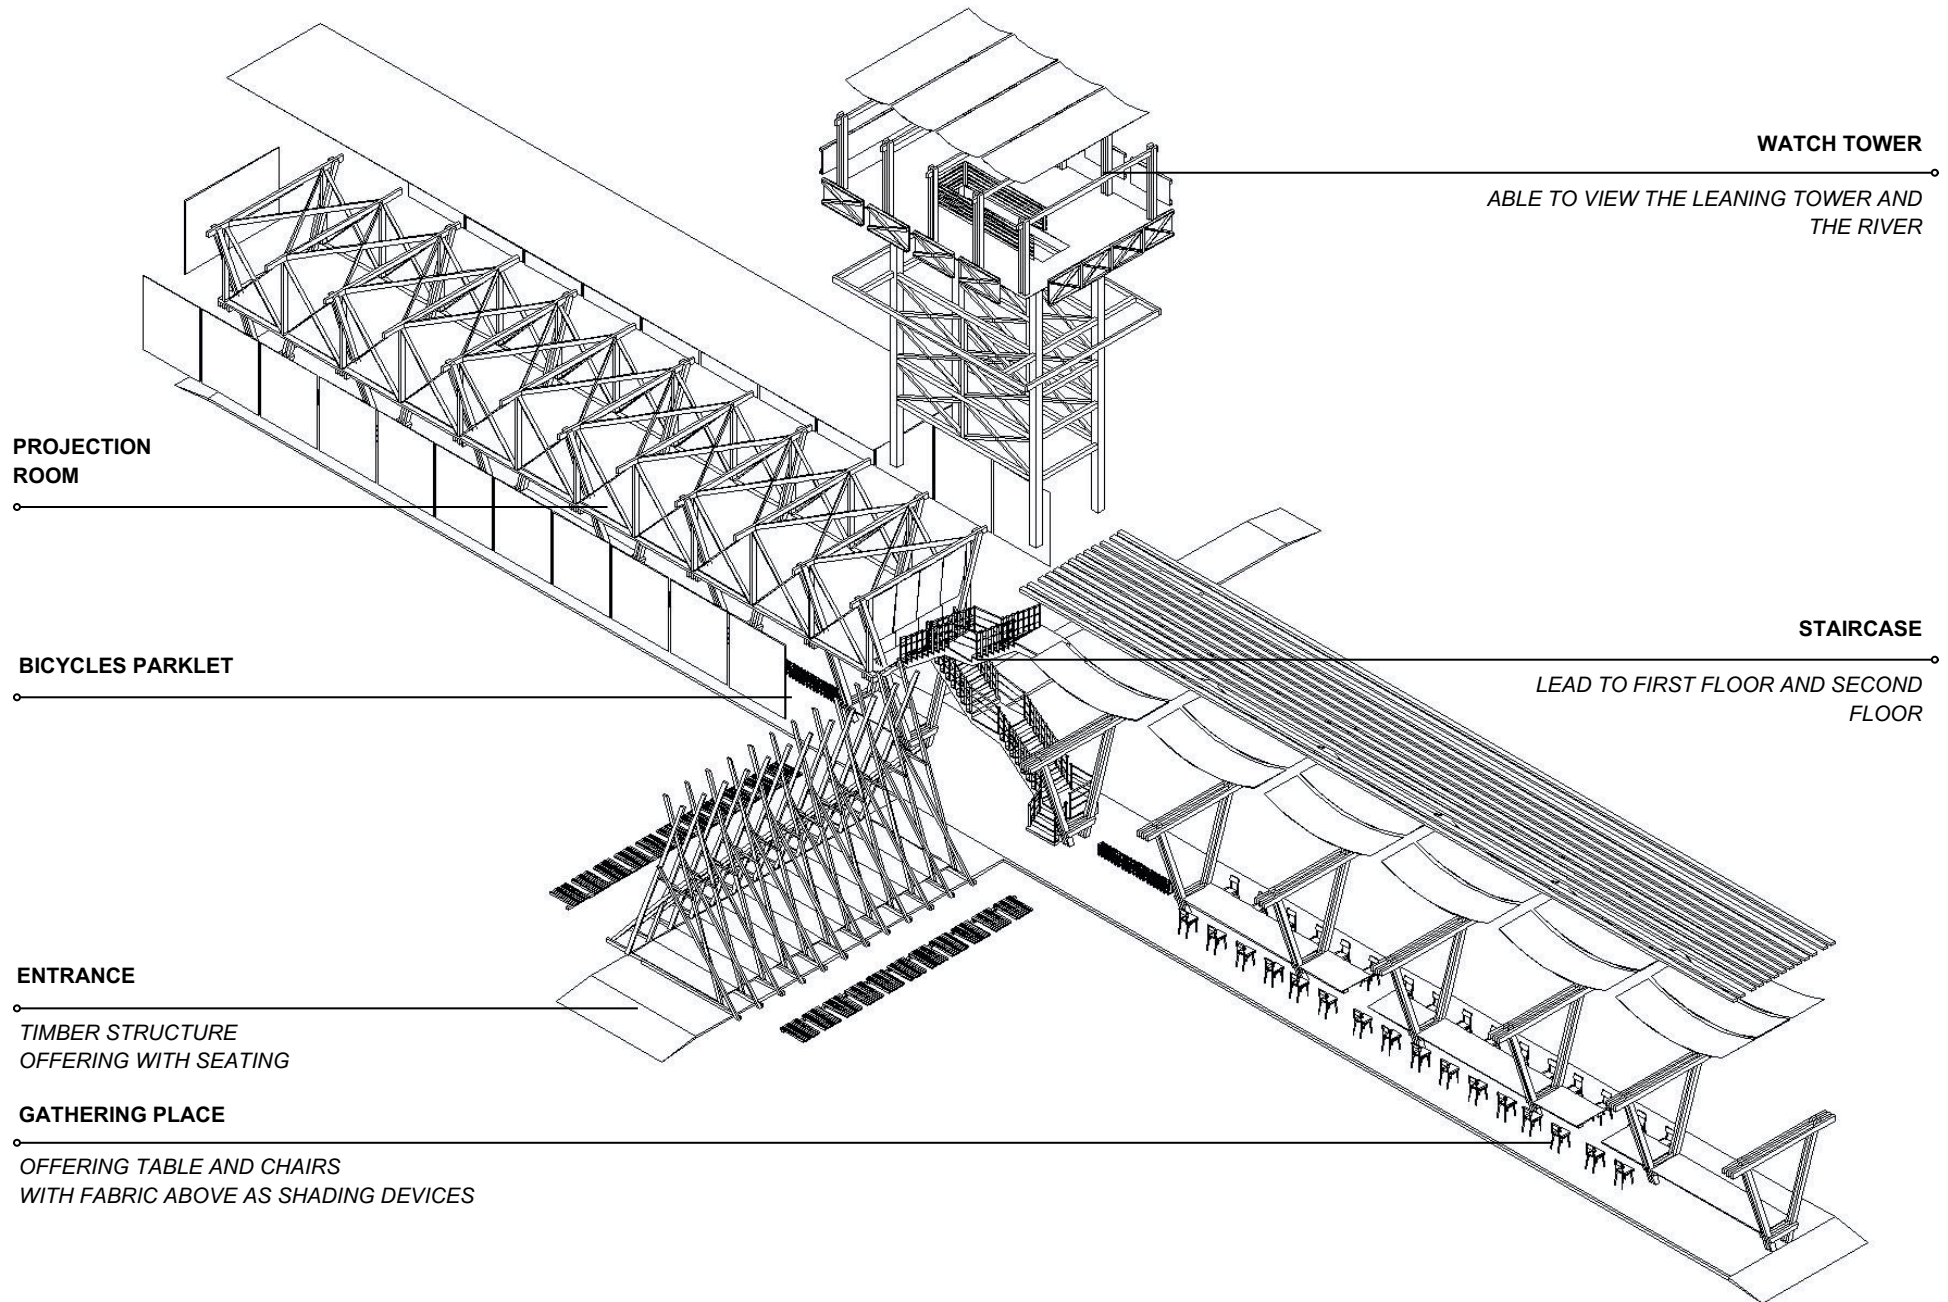 WATCH TOWER
ABLE TO VIEW THE LEANING TOWER AND
THE RIVER
PROJECTION
ROOM
STAIRCASE
LEAD TO FIRST FLOOR AND SECOND
FLOOR
BICYCLES PARKLET
ENTRANCE
TIMBER STRUCTURE
OFFERING WITH SEATING
GATHERING PLACE
OFFERING TABLE AND CHAIRS
WITH FABRIC ABOVE AS SHADING DEVICES